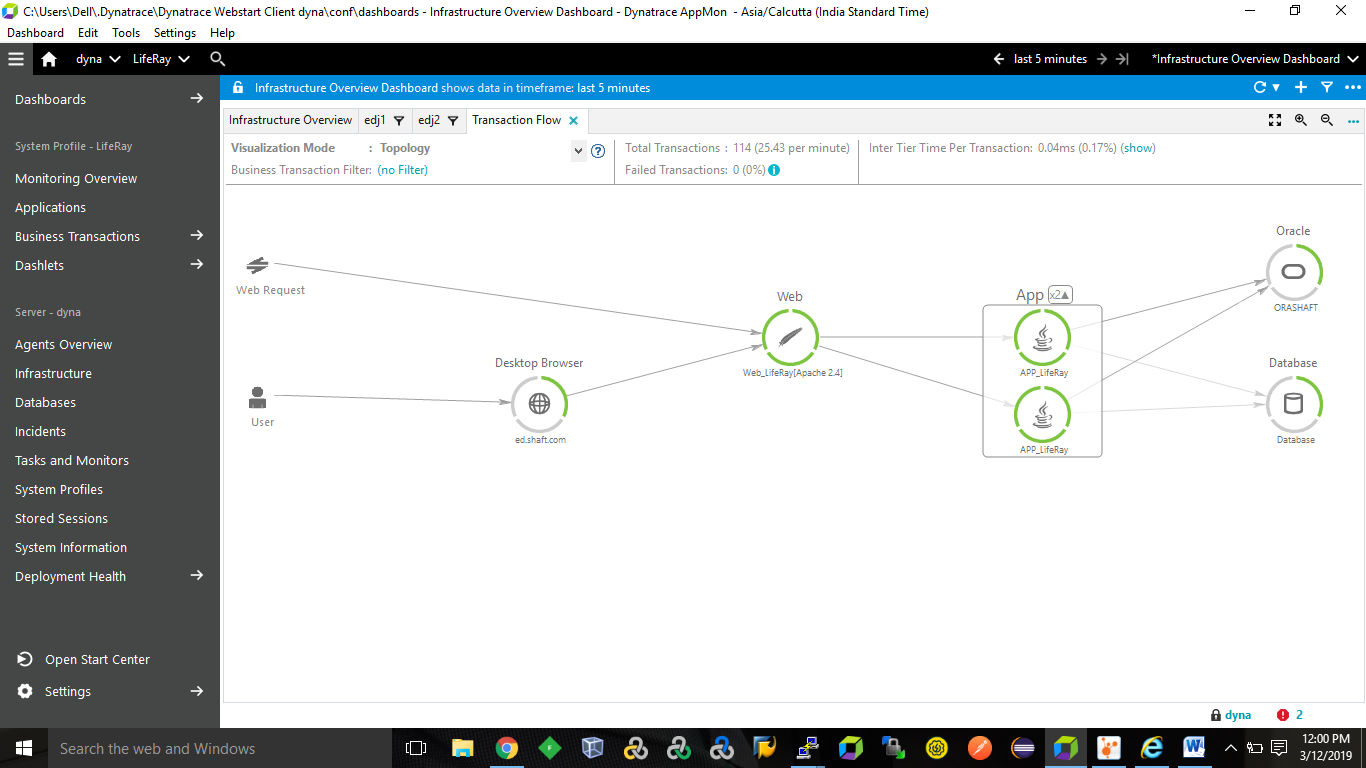 C:\Users\Dell\.Dynatrace\Dynatrace Webstart Client dyna\conf\dashboards - Infrastructure Overview Dashboard - Dynatrace AppMon - Asia/Calcutta (India Standard Time)
Dashboard Edit Tools Settings Help
dyna LifeRay last 5 minutes *Infrastructure Overview Dashboard
Infrastructure Overview Dashboard shows data in timeframe: last 5 minutes
Dashboards
System Profile - LifeRay
Monitoring Overview
Applications
Business Transactions
Dashlets
Server - dyna
Agents Overview
Infrastructure
Databases
Incidents
Tasks and Monitors
System Profiles
Stored Sessions
System Information
Deployment Health
Open Start Center
Settings
Infrastructure Overview edj1 edj2 Transaction Flow
Visualization Mode : Topology
Business Transaction Filter: (no Filter)
Total Transactions : 114 (25.43 per minute)
Failed Transactions: 0 (0%)
Inter Tier Time Per Transaction: 0.04ms (0.17%) (show)
Web Request
User
Desktop Browser
ed.shaft.com
Web
Web_LifeRay[Apache 2.4]
App x2
APP_LifeRay
APP_LifeRay
Oracle
ORASHAFT
Database
Database
dyna 2
Search the web and Windows
12:00 PM
3/12/2019